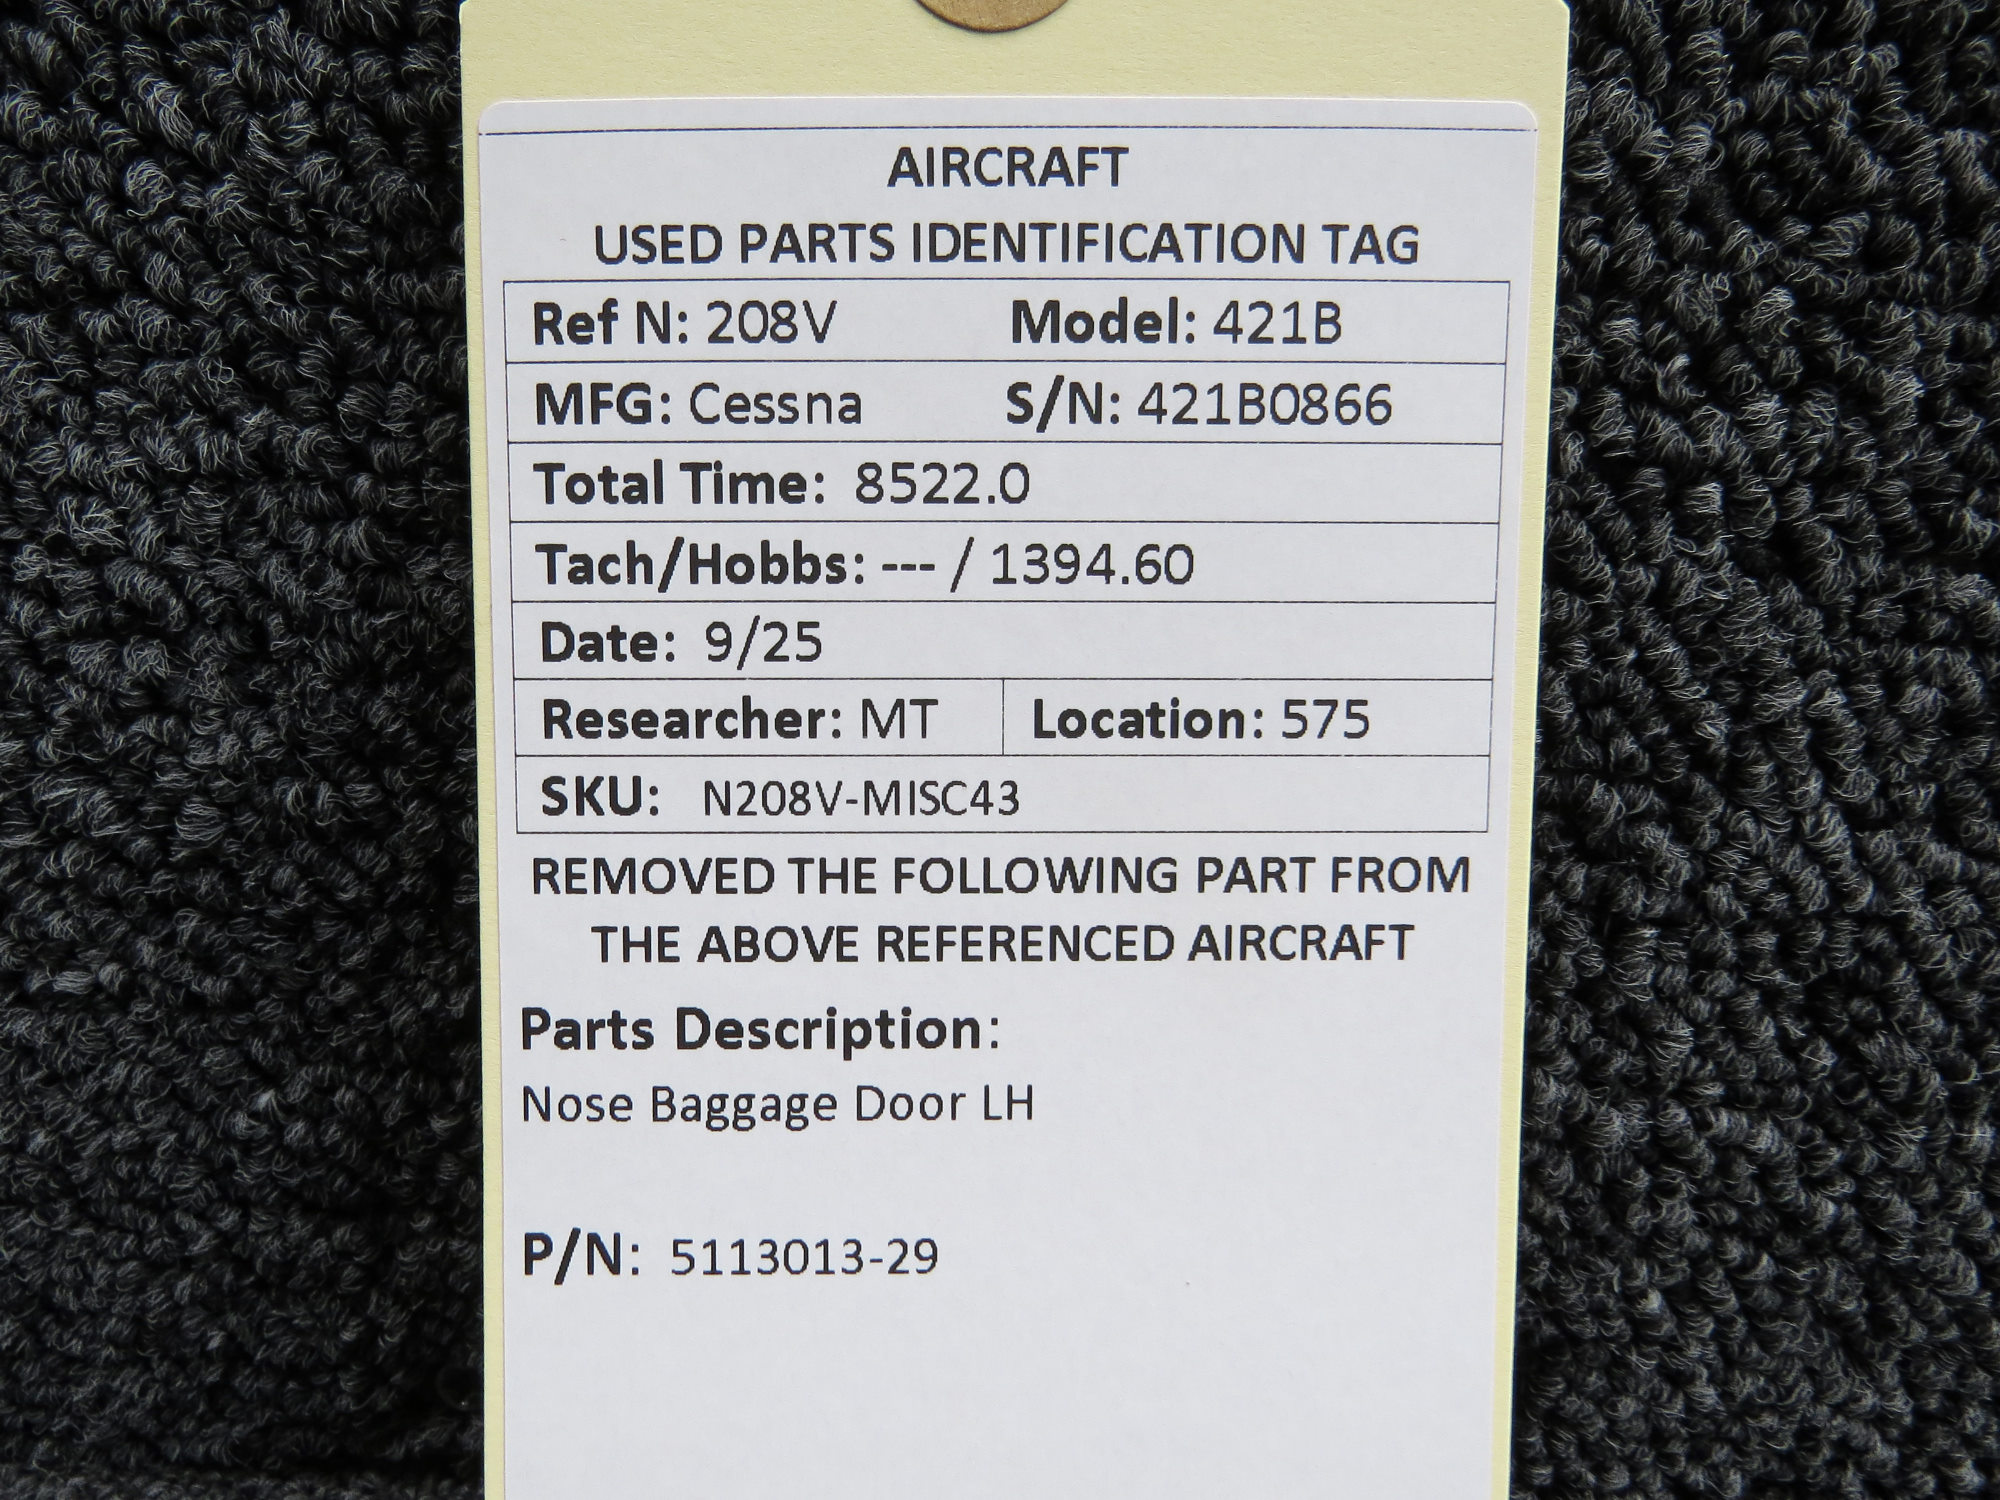 AIRCRAFT
USED PARTS IDENTIFICATION TAG
Ref N: 208V Model: 421B
MFG: Cessna S/N: 421B0866
Total Time: 8522.0
Tach/Hobbs: --- / 1394.60
Date: 9/25
Researcher: MT Location: 575
SKU: N208V-MISC43
REMOVED THE FOLLOWING PART FROM
THE ABOVE REFERENCED AIRCRAFT
Parts Description:
Nose Baggage Door LH
P/N: 5113013-29